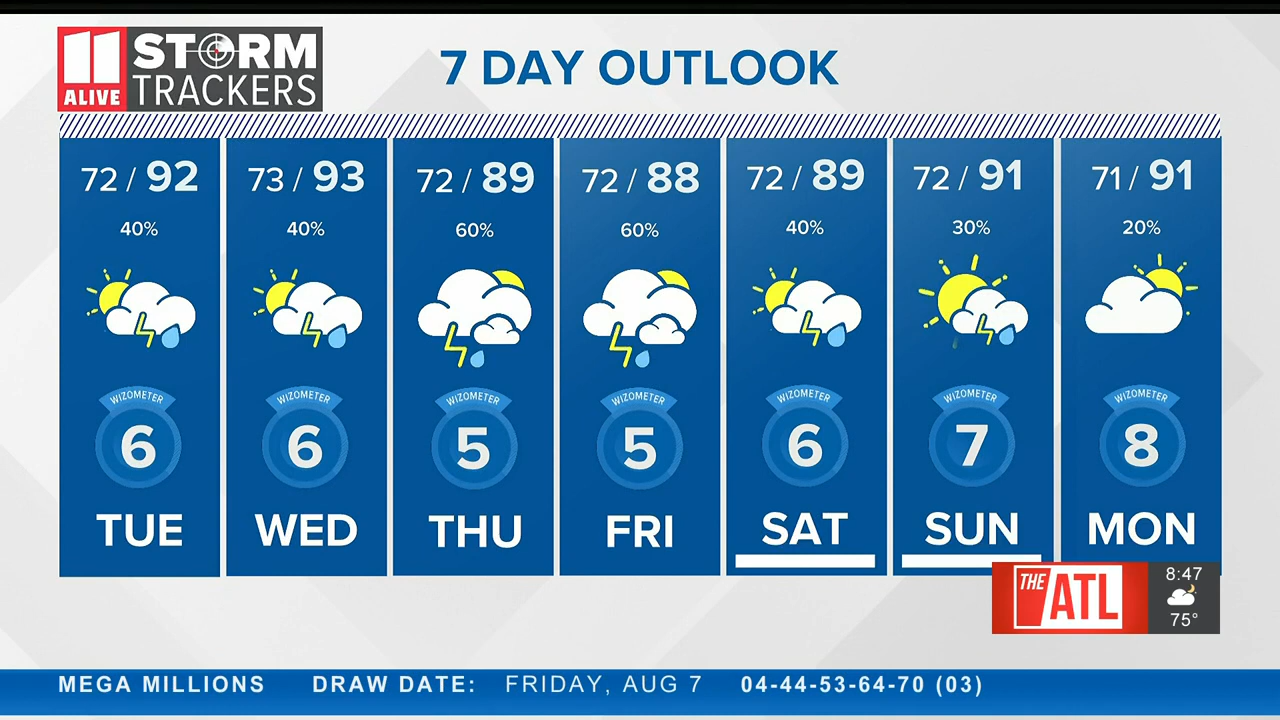 11 ALIVE STORM TRACKERS
7 DAY OUTLOOK
72 / 92 73 / 93 72 / 89 72 / 88 72 / 89 72 / 91 71 / 91
40% 40% 60% 60% 40% 30% 20%
WIZOMETER WIZOMETER WIZOMETER WIZOMETER WIZOMETER WIZOMETER WIZOMETER
6 6 5 5 6 7 8
TUE WED THU FRI SAT SUN MON
THE ATL
8:47
75°
MEGA MILLIONS DRAW DATE: FRIDAY, AUG 7 04-44-53-64-70 (03)